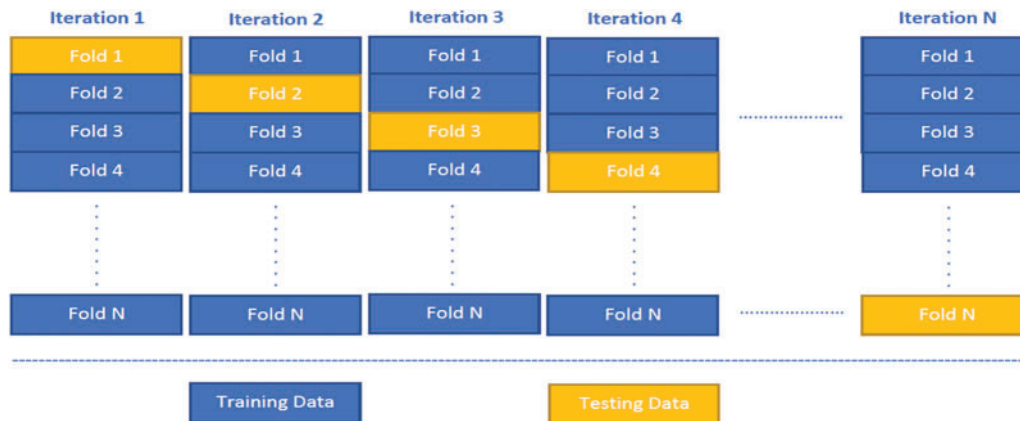 Iteration 1 Iteration 2 Iteration 3 Iteration 4 Iteration N
Fold 1 Fold 1 Fold 1 Fold 1 Fold 1
Fold 2 Fold 2 Fold 2 Fold 2 Fold 2
Fold 3 Fold 3 Fold 3 Fold 3 Fold 3
Fold 4 Fold 4 Fold 4 Fold 4 Fold 4
Fold N Fold N Fold N Fold N Fold N
Training Data Testing Data